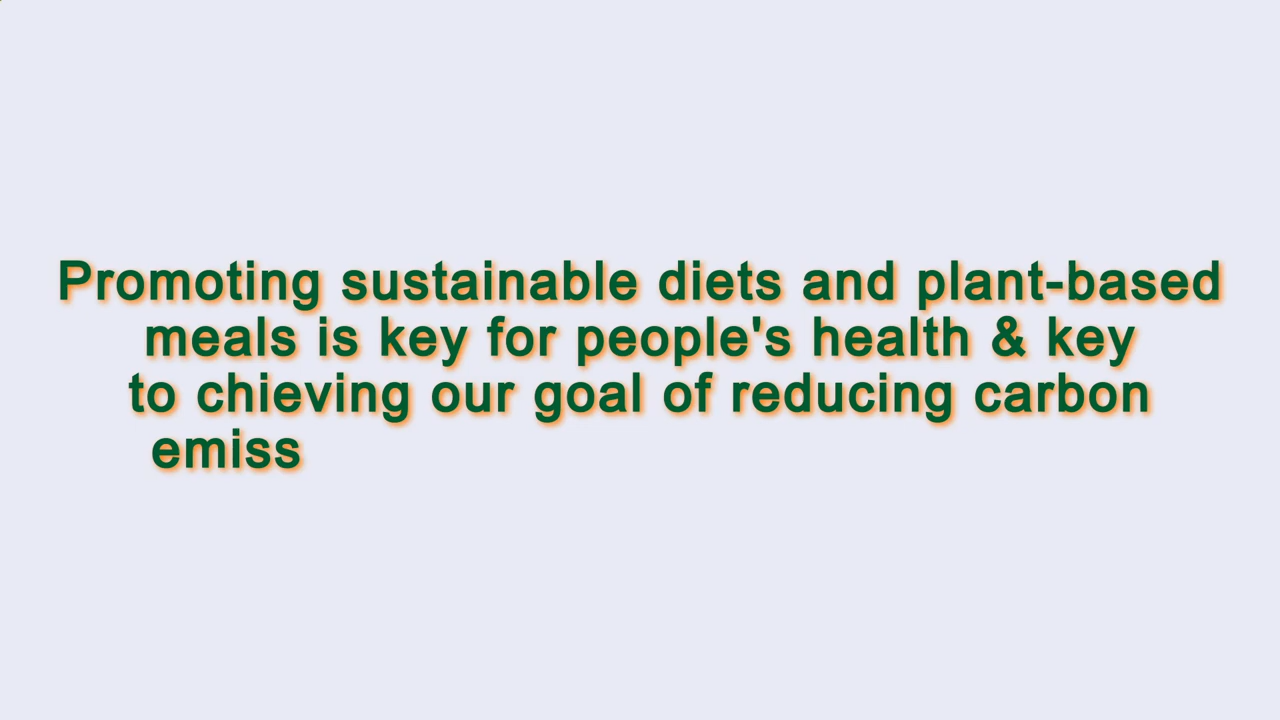 Promoting sustainable diets and plant-based
meals is key for people's health & key
to chieving our goal of reducing carbon
emiss